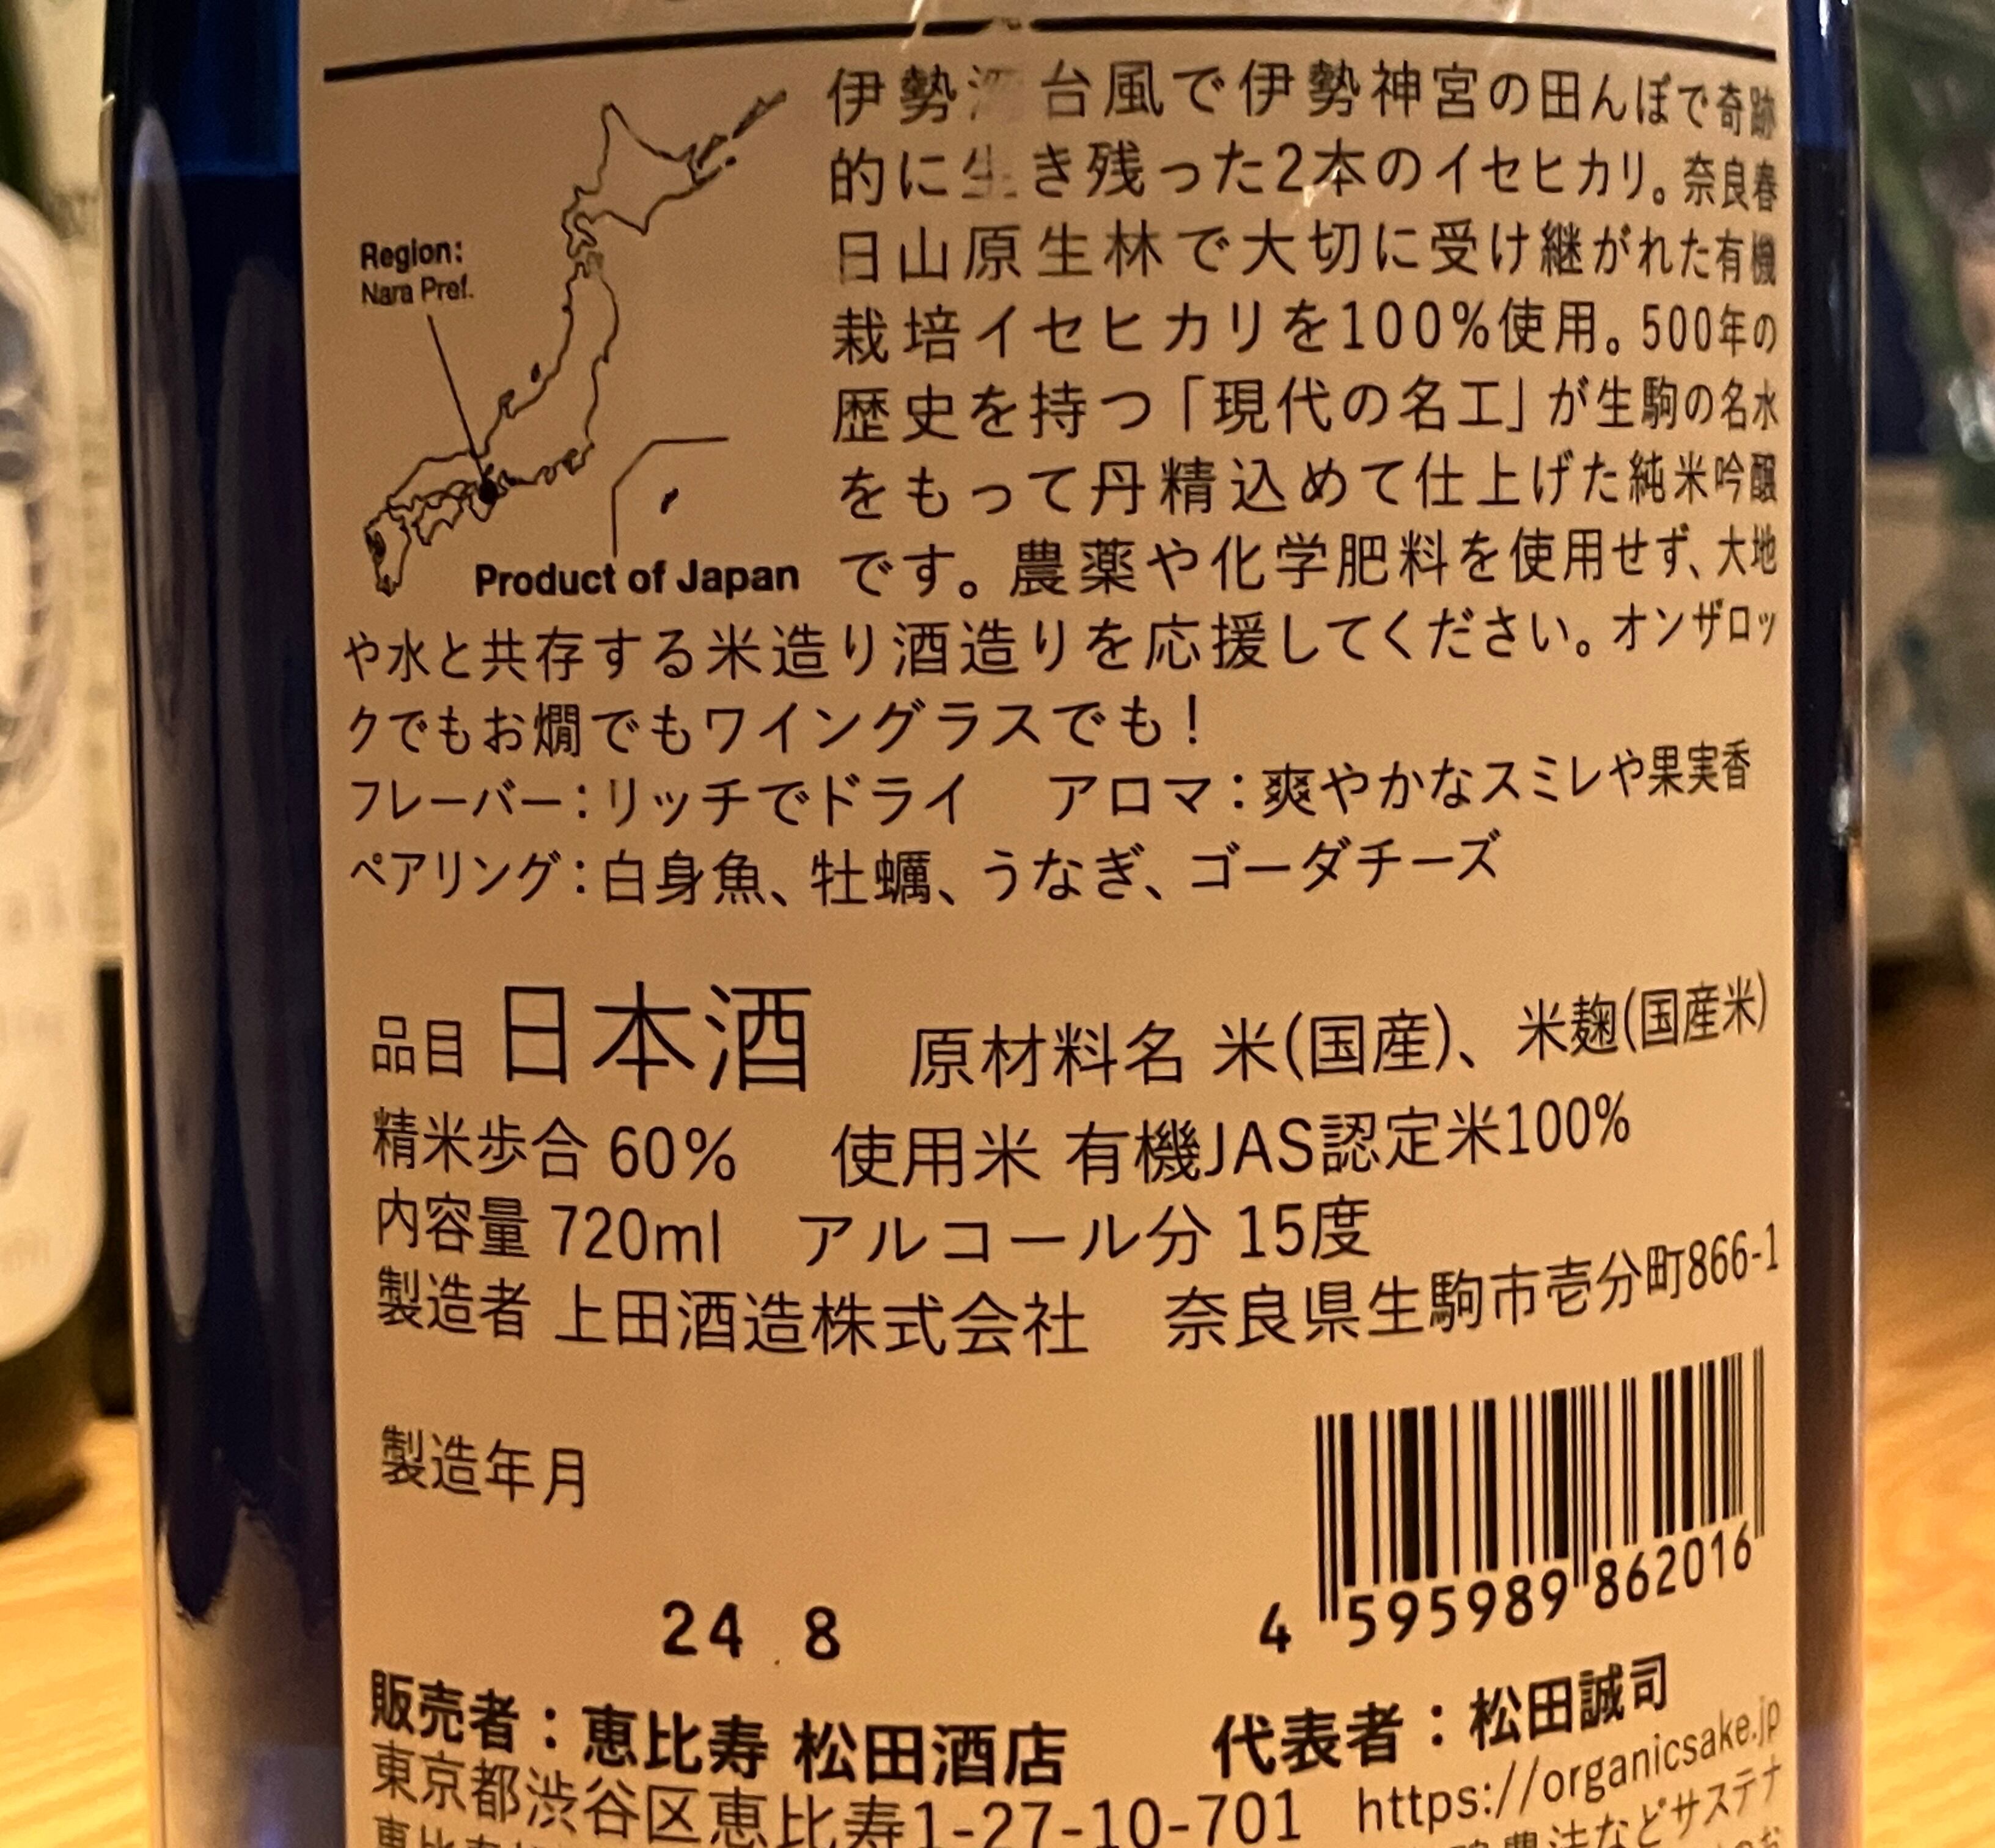 伊勢湾台風で伊勢神宮の田んぼで奇跡
的に生き残った2本のイセヒカリ。奈良春
日山原生林で大切に受け継がれた有機
栽培イセヒカリを100%使用。500年の
歴史を持つ「現代の名工」が生駒の名水
をもって丹精込めて仕上げた純米吟醸
です。農薬や化学肥料を使用せず、大地
や水と共存する米造り酒造りを応援してください。オンザロッ
クでもお燗でもワイングラスでも！
フレーバー：リッチでドライ　アロマ：爽やかなスミレや果実香
ペアリング：白身魚、牡蠣、うなぎ、ゴーダチーズ
Region:
Nara Pref.
Product of Japan
品目 日本酒　原材料名 米(国産)、米麹(国産米)
精米歩合 60%　使用米 有機JAS認定米100%
内容量 720ml　アルコール分 15度
製造者 上田酒造株式会社　奈良県生駒市壱分町866-1
製造年月
24 8
4 595989 862016
販売者：恵比寿 松田酒店　代表者：松田誠司
東京都渋谷区恵比寿1-27-10-701　https://organicsake.jp
農法などサステナ